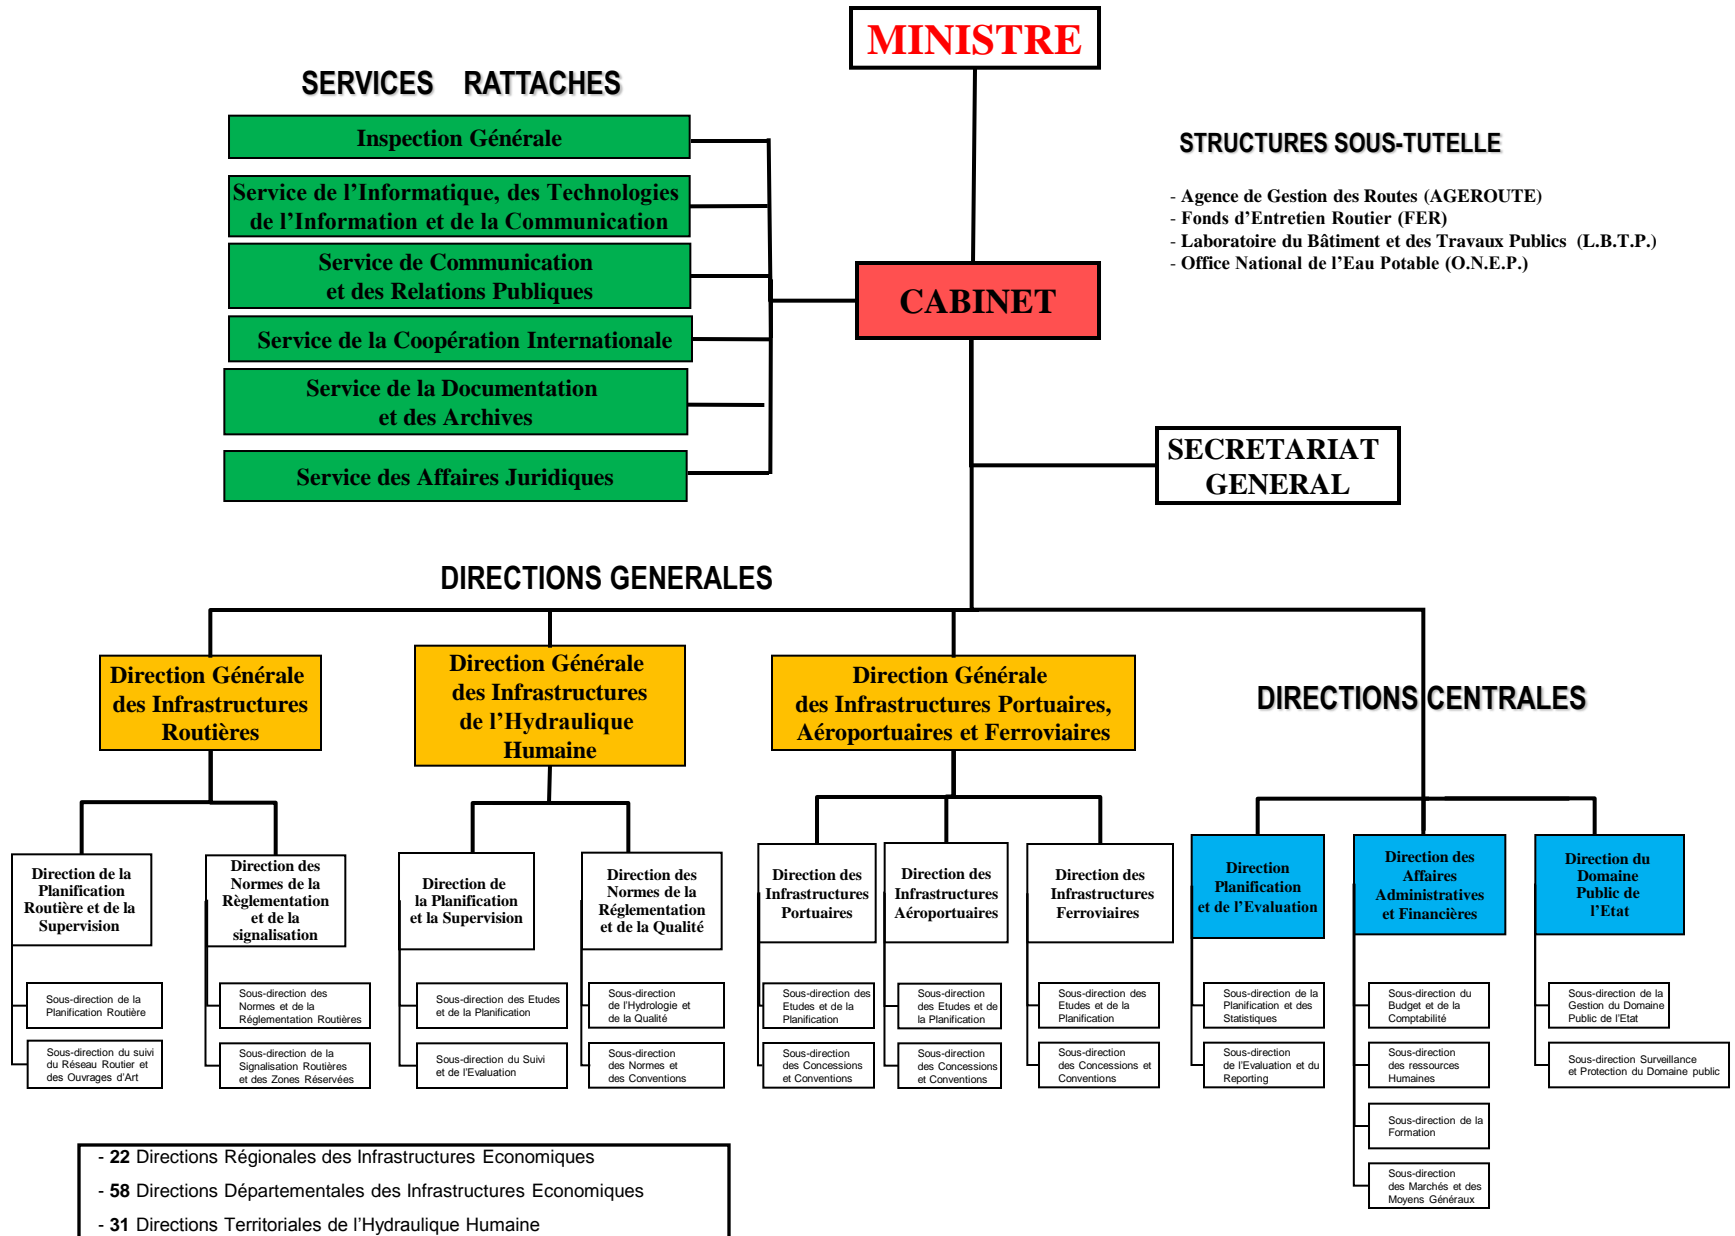 MINISTRE
SERVICES RATTACHES
Inspection Générale
Service de l’Informatique, des Technologies
de l’Information et de la Communication
Service de Communication
et des Relations Publiques
Service de la Coopération Internationale
Service de la Documentation
et des Archives
Service des Affaires Juridiques
STRUCTURES SOUS-TUTELLE
- Agence de Gestion des Routes (AGEROUTE)
- Fonds d’Entretien Routier (FER)
- Laboratoire du Bâtiment et des Travaux Publics (L.B.T.P.)
- Office National de l’Eau Potable (O.N.E.P.)
CABINET
SECRETARIAT
GENERAL
DIRECTIONS GENERALES
Direction Générale
des Infrastructures
Routières
Direction Générale
des Infrastructures
de l’Hydraulique
Humaine
Direction Générale
des Infrastructures Portuaires,
Aéroportuaires et Ferroviaires
DIRECTIONS CENTRALES
Direction de la
Planification
Routière et de la
Supervision
Direction des
Normes de la
Règlementation
et de la
signalisation
Direction de
la Planification
et la Supervision
Direction des
Normes de la
Réglementation
et de la Qualité
Direction des
Infrastructures
Portuaires
Direction des
Infrastructures
Aéroportuaires
Direction des
Infrastructures
Ferroviaires
Direction
Planification
et de l’Evaluation
Direction des
Affaires
Administratives
et Financières
Direction du
Domaine
Public de
l’Etat
Sous-direction de la
Planification Routière
Sous-direction du suivi
du Réseau Routier et
des Ouvrages d’Art
Sous-direction des
Normes et de la
Réglementation Routières
Sous-direction de la
Signalisation Routières
et des Zones Réservées
Sous-direction des Etudes
et de la Planification
Sous-direction du Suivi
et de l’Evaluation
Sous-direction
de l’Hydrologie et
de la Qualité
Sous-direction
des Normes et
des Conventions
Sous-direction des
Etudes et de la
Planification
Sous-direction
des Concessions
et Conventions
Sous-direction
des Etudes et de
la Planification
Sous-direction
des Concessions
et Conventions
Sous-direction des
Etudes et de la
Planification
Sous-direction
des Concessions et
Conventions
Sous-direction de la
Planification et des
Statistiques
Sous-direction
de l’Evaluation et du
Reporting
Sous-direction du
Budget et de la
Comptabilité
Sous-direction
des ressources
Humaines
Sous-direction de la
Formation
Sous-direction
des Marchés et des
Moyens Généraux
Sous-direction de la
Gestion du Domaine
Public de l’Etat
Sous-direction Surveillance
et Protection du Domaine public
- 22 Directions Régionales des Infrastructures Economiques
- 58 Directions Départementales des Infrastructures Economiques
- 31 Directions Territoriales de l’Hydraulique Humaine